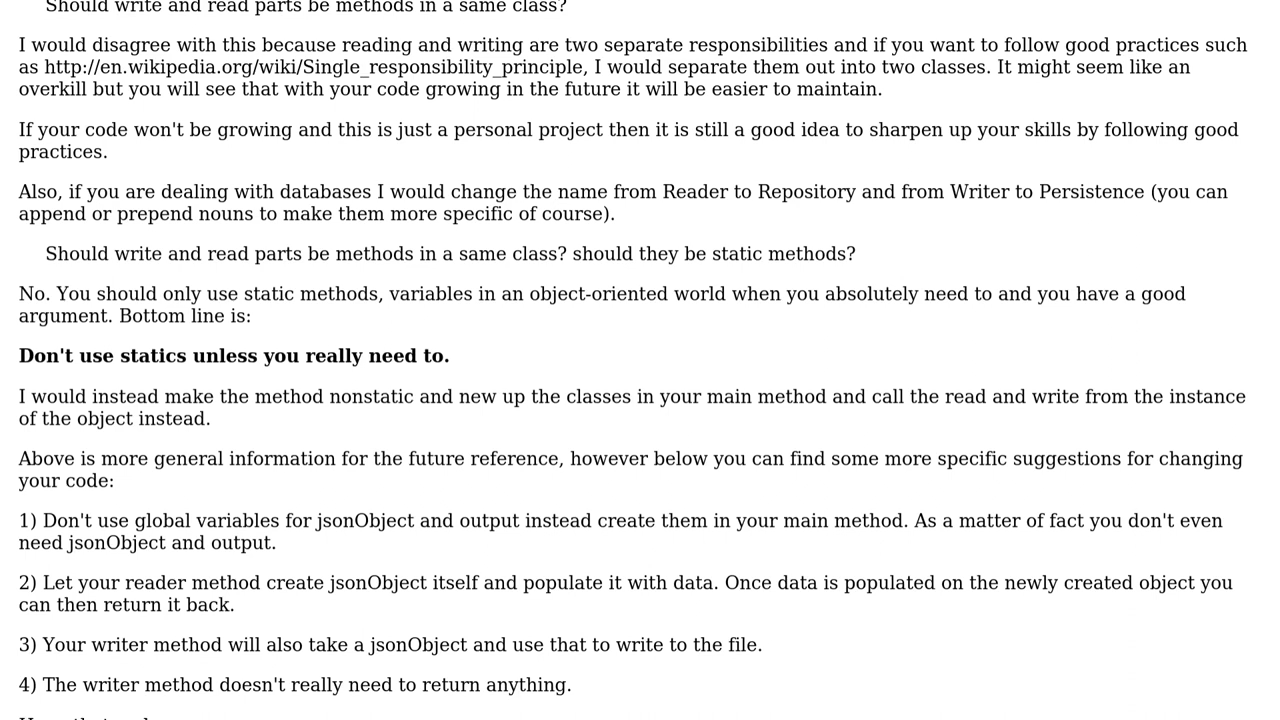 Should write and read parts be methods in a same class?
I would disagree with this because reading and writing are two separate responsibilities and if you want to follow good practices such
as http://en.wikipedia.org/wiki/Single_responsibility_principle, I would separate them out into two classes. It might seem like an
overkill but you will see that with your code growing in the future it will be easier to maintain.
If your code won't be growing and this is just a personal project then it is still a good idea to sharpen up your skills by following good
practices.
Also, if you are dealing with databases I would change the name from Reader to Repository and from Writer to Persistence (you can
append or prepend nouns to make them more specific of course).
Should write and read parts be methods in a same class? should they be static methods?
No. You should only use static methods, variables in an object-oriented world when you absolutely need to and you have a good
argument. Bottom line is:
Don't use statics unless you really need to.
I would instead make the method nonstatic and new up the classes in your main method and call the read and write from the instance
of the object instead.
Above is more general information for the future reference, however below you can find some more specific suggestions for changing
your code:
1) Don't use global variables for jsonObject and output instead create them in your main method. As a matter of fact you don't even
need jsonObject and output.
2) Let your reader method create jsonObject itself and populate it with data. Once data is populated on the newly created object you
can then return it back.
3) Your writer method will also take a jsonObject and use that to write to the file.
4) The writer method doesn't really need to return anything.